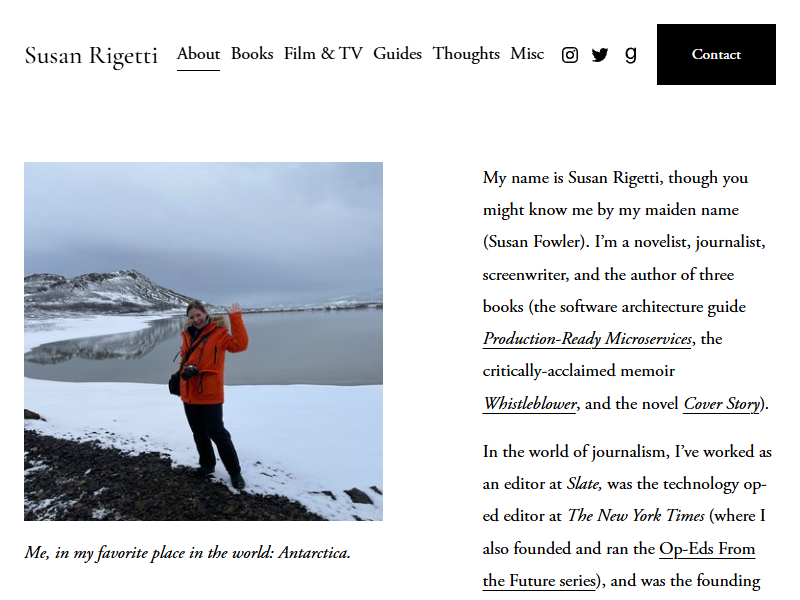 Susan Rigetti About Books Film & TV Guides Thoughts Misc Contact
My name is Susan Rigetti, though you
might know me by my maiden name
(Susan Fowler). I’m a novelist, journalist,
screenwriter, and the author of three
books (the software architecture guide
Production-Ready Microservices, the
critically-acclaimed memoir
Whistleblower, and the novel Cover Story).
In the world of journalism, I’ve worked as
an editor at Slate, was the technology op-
ed editor at The New York Times (where I
also founded and ran the Op-Eds From
the Future series), and was the founding
Me, in my favorite place in the world: Antarctica.